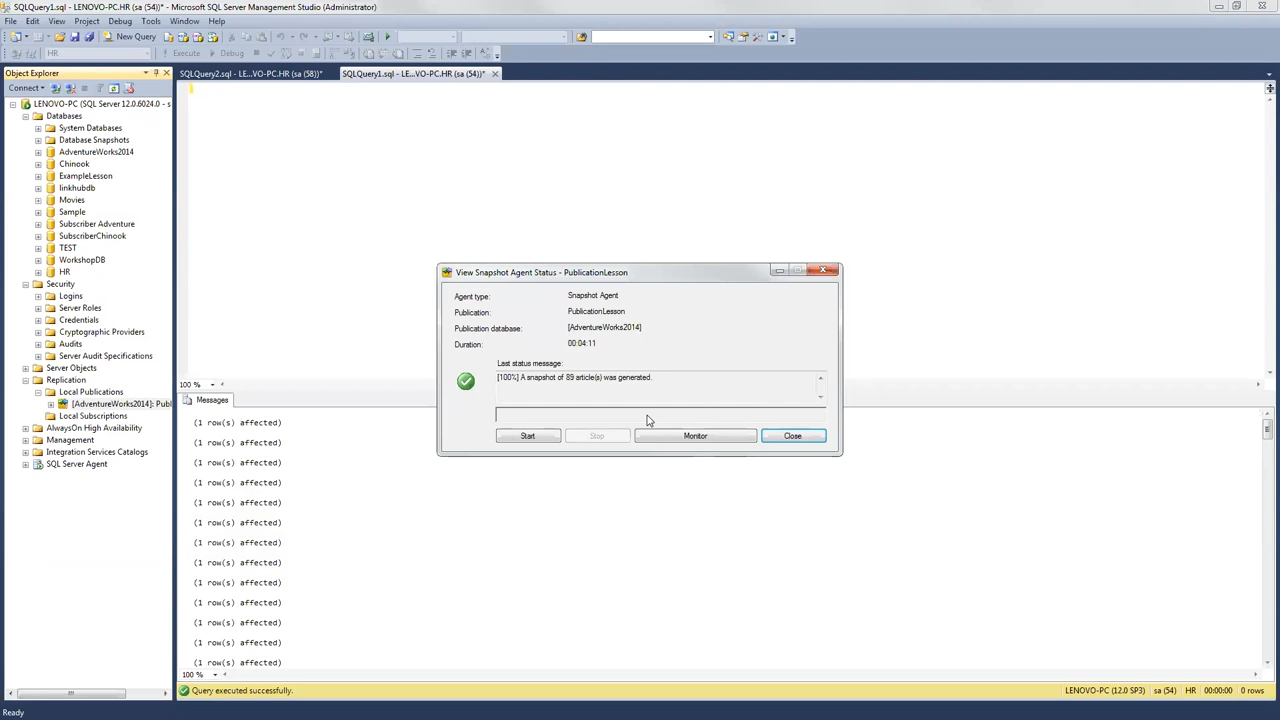 SQLQuery1.sql - LENOVO-PC.HR (sa (54))* - Microsoft SQL Server Management Studio (Administrator)
File Edit View Project Debug Tools Window Help
New Query
HR Execute Debug
Object Explorer
SQLQuery2.sql - LE...VO-PC.HR (sa (58))*
SQLQuery1.sql - LE...VO-PC.HR (sa (54))*
Connect
LENOVO-PC (SQL Server 12.0.6024.0 - s
Databases
System Databases
Database Snapshots
AdventureWorks2014
Chinook
ExampleLesson
linkhubdb
Movies
Sample
Subscriber Adventure
SubscriberChinook
TEST
WorkshopDB
HR
Security
Logins
Server Roles
Credentials
Cryptographic Providers
Audits
Server Audit Specifications
Server Objects
Replication
Local Publications
[AdventureWorks2014]: Publ
Local Subscriptions
AlwaysOn High Availability
Management
Integration Services Catalogs
SQL Server Agent
View Snapshot Agent Status - PublicationLesson
Agent type: Snapshot Agent
Publication: PublicationLesson
Publication database: [AdventureWorks2014]
Duration: 00:04:11
Last status message:
[100%] A snapshot of 89 article(s) was generated.
Start Stop Monitor Close
100 %
Messages
(1 row(s) affected)
(1 row(s) affected)
(1 row(s) affected)
(1 row(s) affected)
(1 row(s) affected)
(1 row(s) affected)
(1 row(s) affected)
(1 row(s) affected)
(1 row(s) affected)
(1 row(s) affected)
(1 row(s) affected)
(1 row(s) affected)
(1 row(s) affected)
100 %
Query executed successfully.
LENOVO-PC (12.0 SP3) sa (54) HR 00:00:00 0 rows
Ready